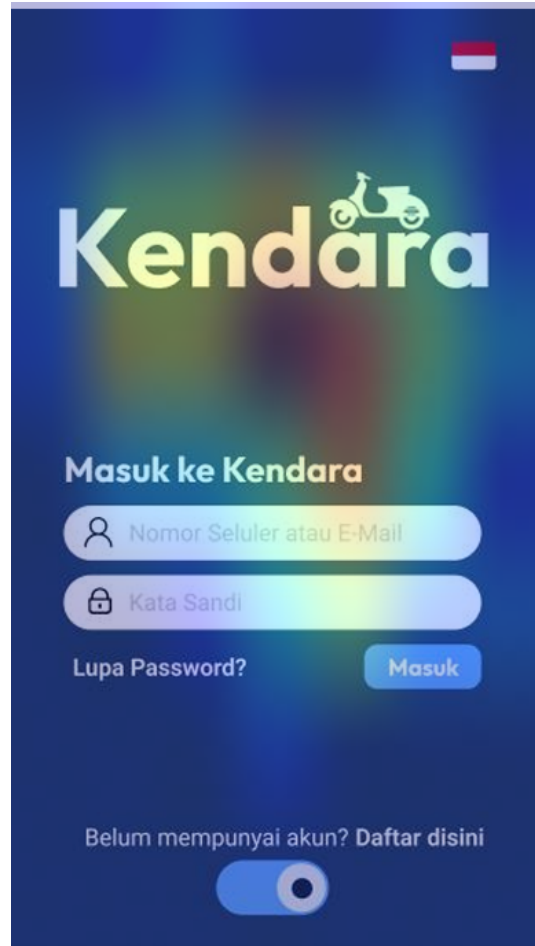 Kendara
Masuk ke Kendara
Nomor Seluler atau E-Mail
Kata Sandi
Lupa Password?
Masuk
Belum mempunyai akun? Daftar disini